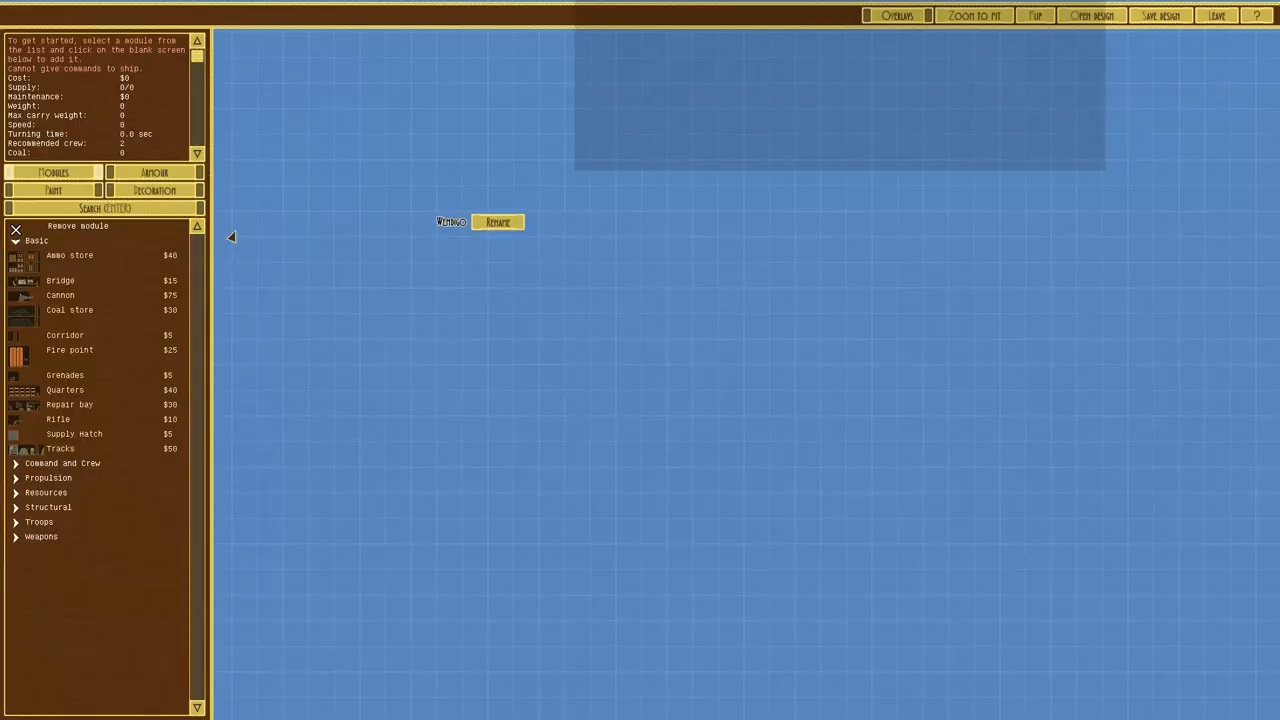 OVERLAYS ZOOM TO FIT FLIP OPEN DESIGN SAVE DESIGN LEAVE ?
To get started, select a module from
the list and click on the blank screen
below to add it.
Cannot give commands to ship.
Cost: $0
Supply: 0/0
Maintenance: $0
Weight: 0
Max carry weight: 0
Speed: 0
Turning time: 0.0 sec
Recommended crew: 2
Coal: 0
MODULES ARMOUR
PAINT DECORATION
SEARCH (ENTER)
Remove module
Basic
Ammo store $40
Bridge $15
Cannon $75
Coal store $30
Corridor $5
Fire point $25
Grenades $5
Quarters $40
Repair bay $30
Rifle $10
Supply Hatch $5
Tracks $50
Command and Crew
Propulsion
Resources
Structural
Troops
Weapons
WENDIGO RENAME